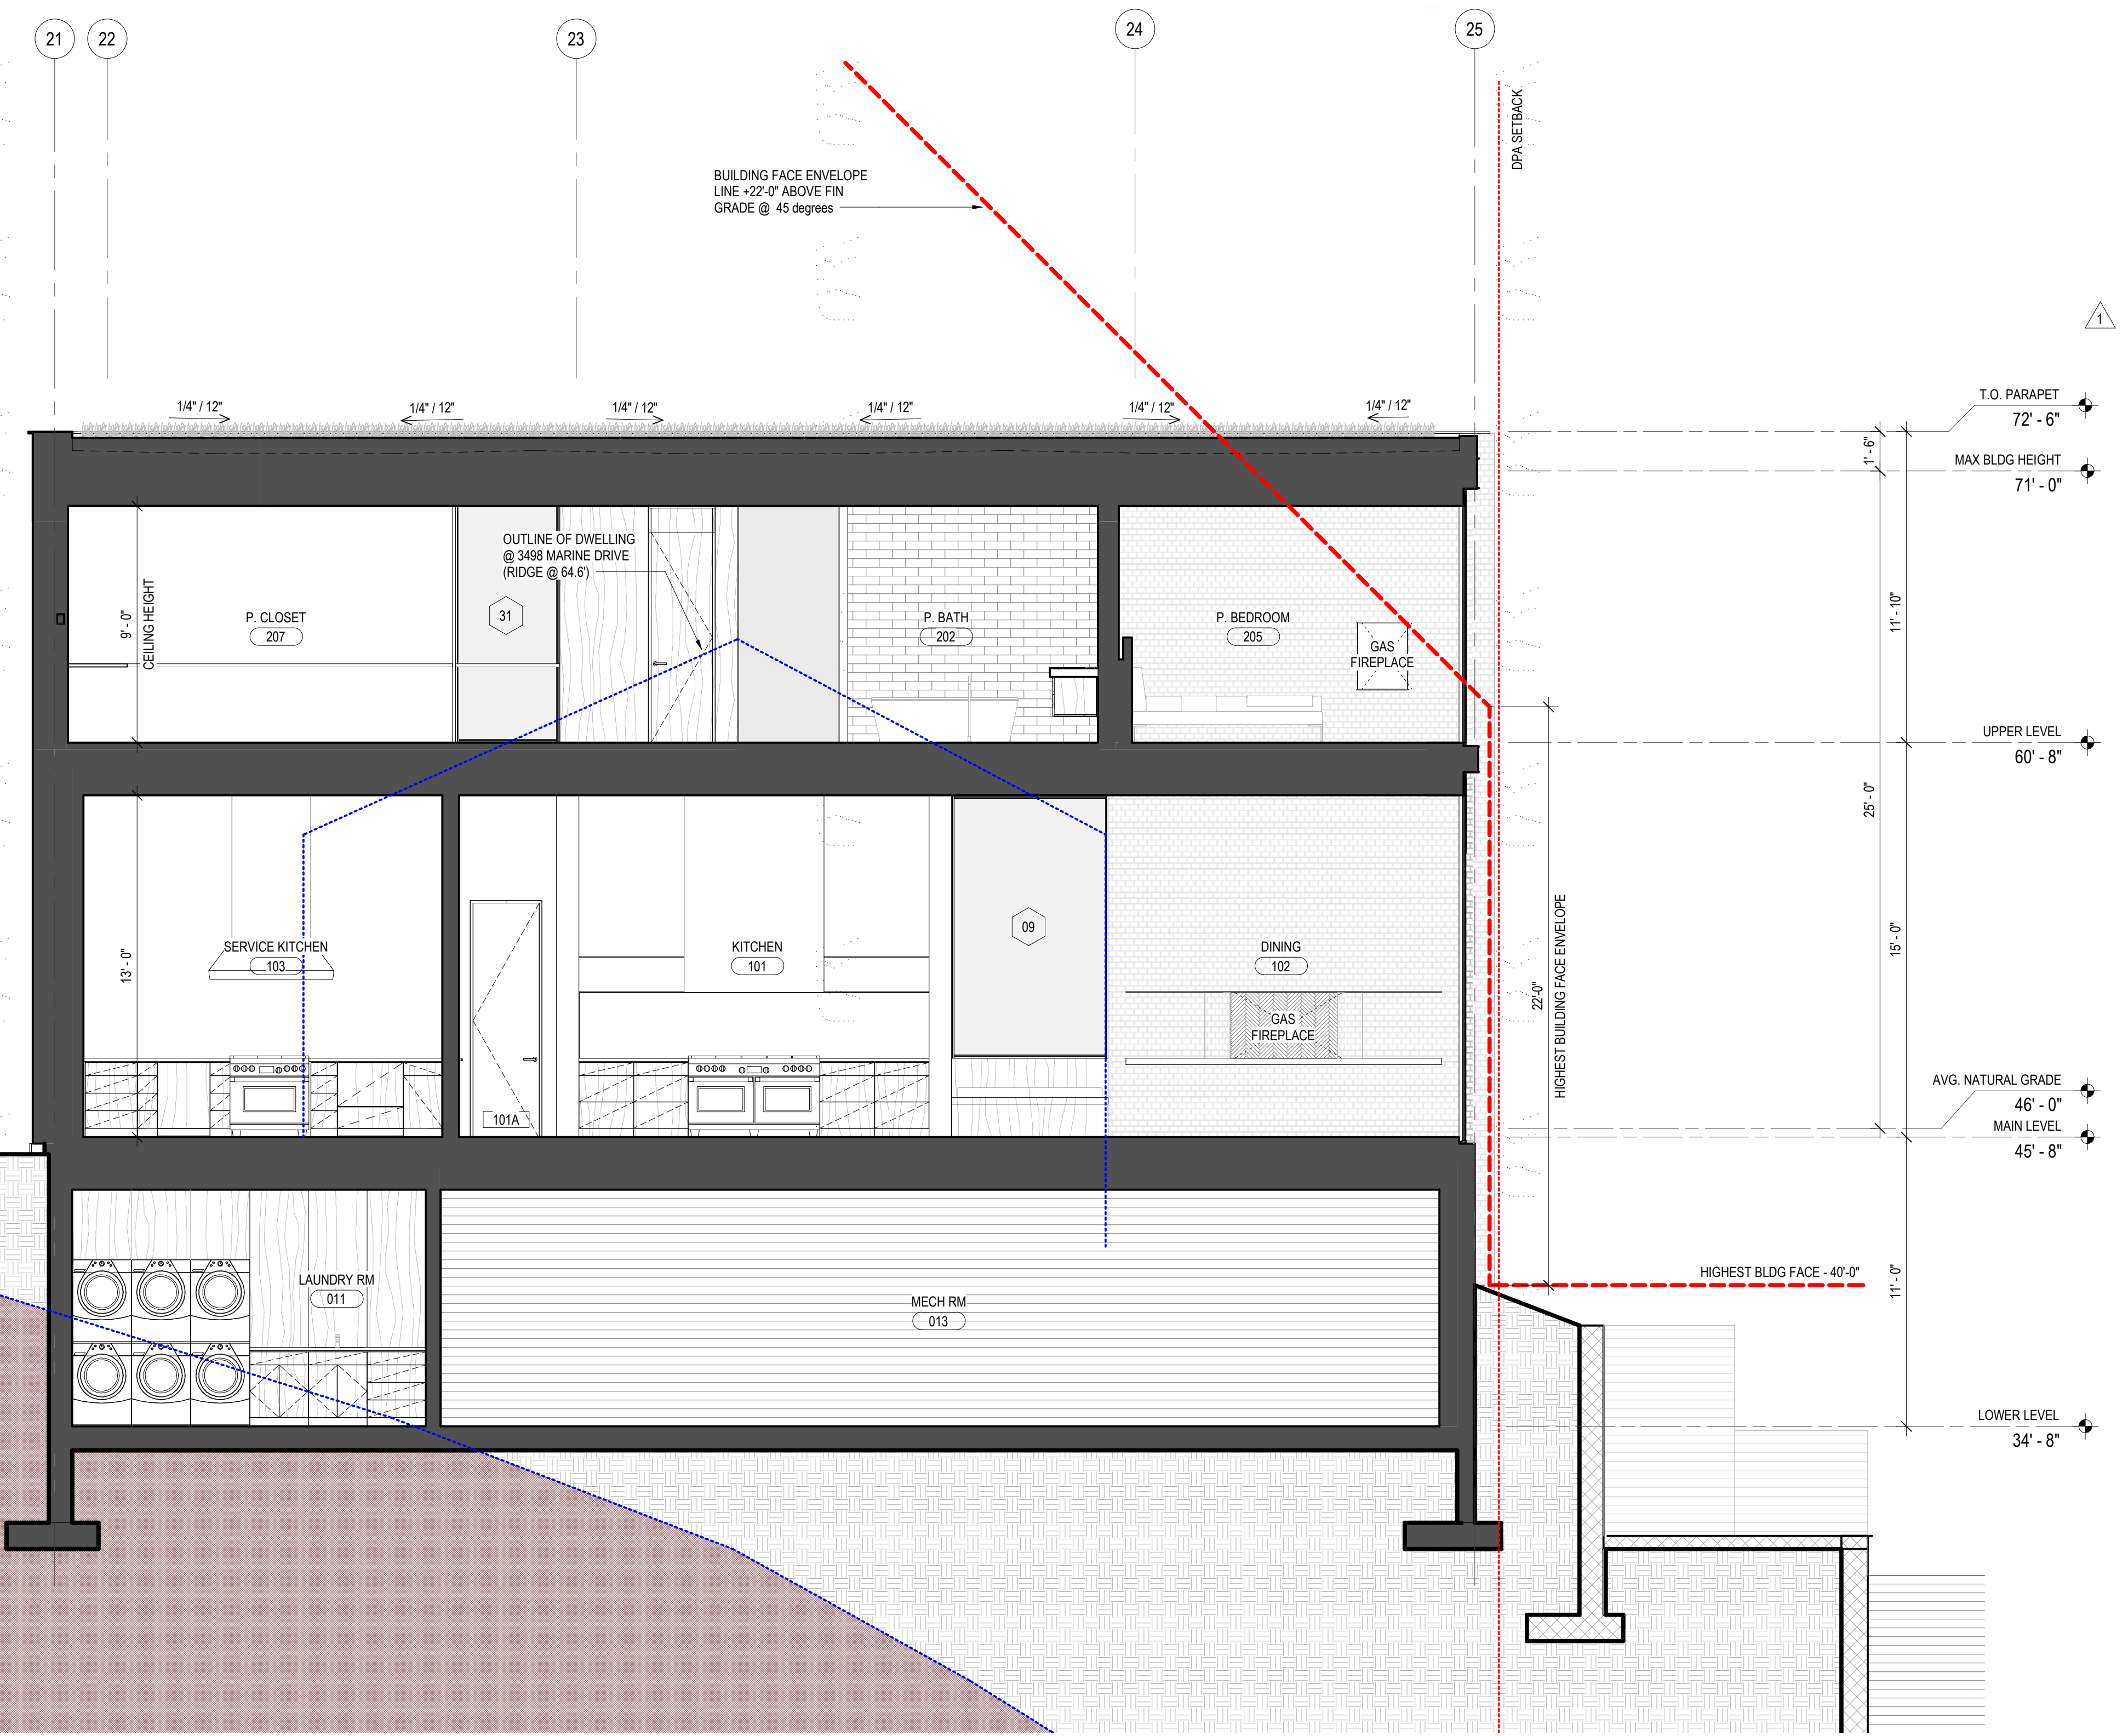 21
22
23
24
25
DPA SETBACK
BUILDING FACE ENVELOPE
LINE +22'-0" ABOVE FIN
GRADE @ 45 degrees
1
1/4" / 12"
1/4" / 12"
1/4" / 12"
1/4" / 12"
1/4" / 12"
1/4" / 12"
T.O. PARAPET
72' - 6"
1' - 6"
MAX BLDG HEIGHT
71' - 0"
OUTLINE OF DWELLING
@ 3498 MARINE DRIVE
(RIDGE @ 64.6')
9' - 0"
CEILING HEIGHT
P. CLOSET
207
31
P. BATH
202
P. BEDROOM
205
GAS
FIREPLACE
11' - 10"
UPPER LEVEL
60' - 8"
25' - 0"
13' - 0"
SERVICE KITCHEN
103
KITCHEN
101
09
DINING
102
GAS
FIREPLACE
101A
22'-0"
HIGHEST BUILDING FACE ENVELOPE
15' - 0"
AVG. NATURAL GRADE
46' - 0"
MAIN LEVEL
45' - 8"
HIGHEST BLDG FACE - 40'-0"
LAUNDRY RM
011
MECH RM
013
11' - 0"
LOWER LEVEL
34' - 8"